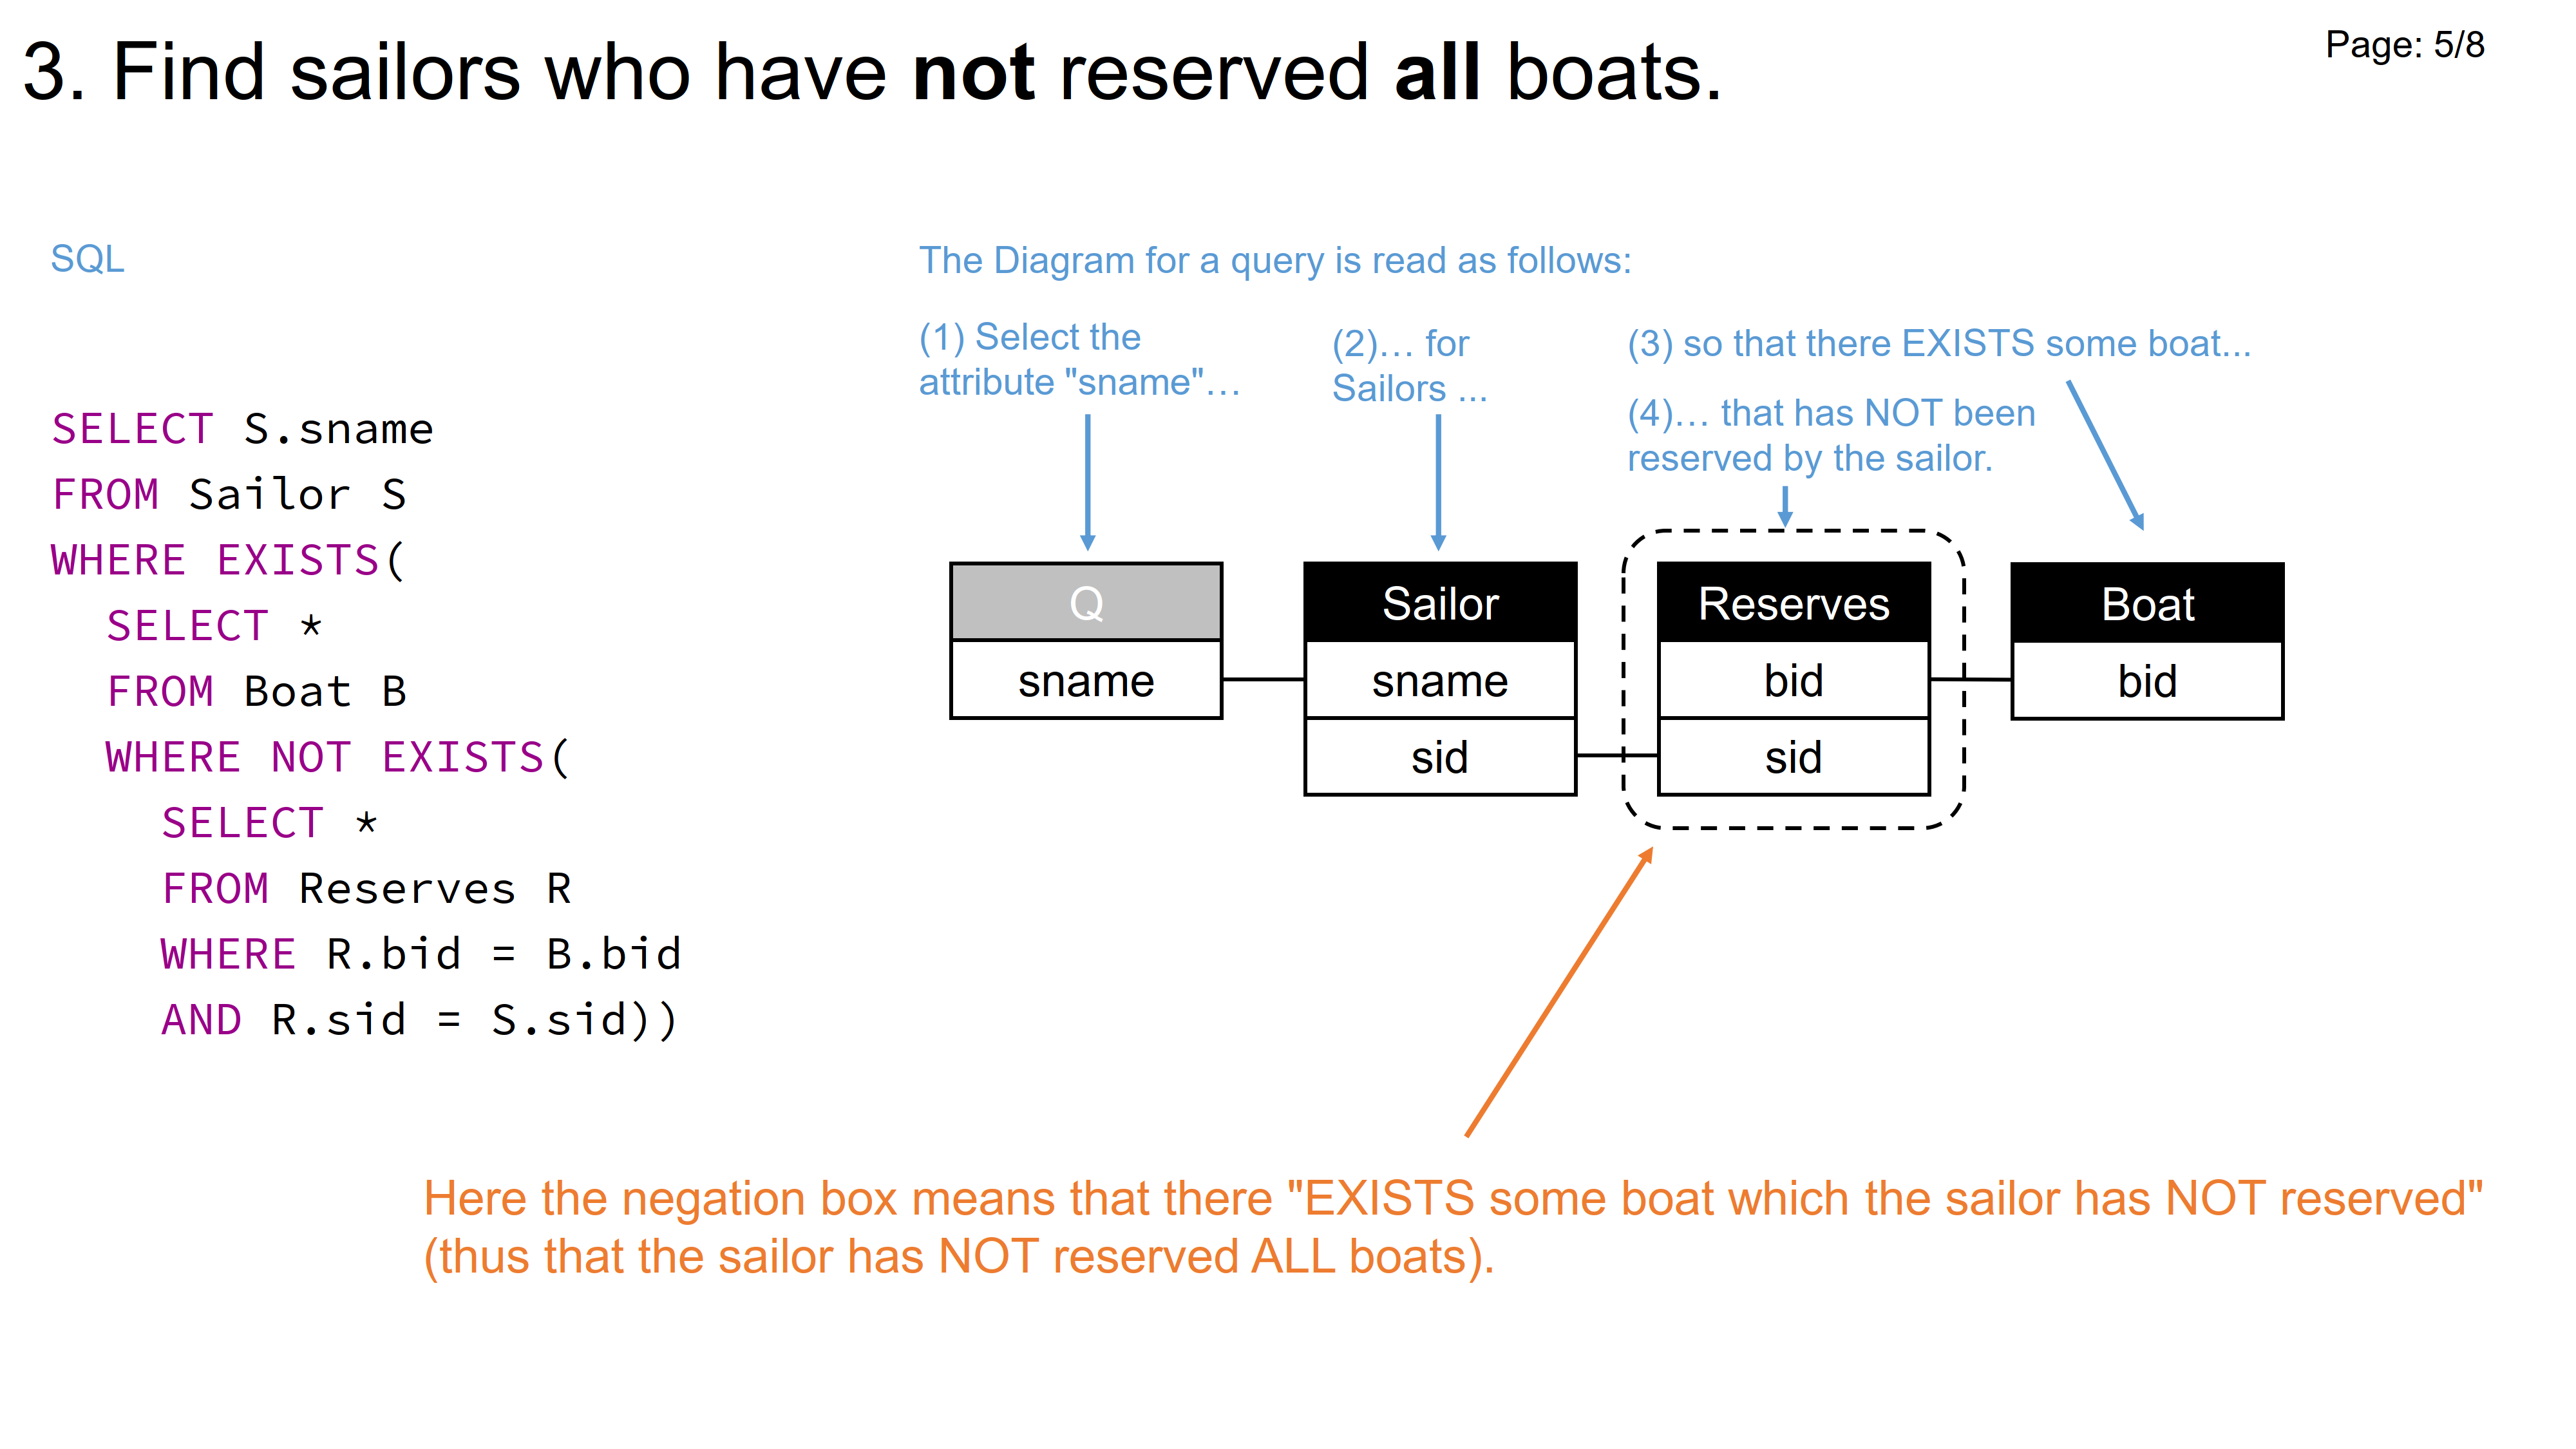 3. Find sailors who have not reserved all boats.
Page: 5/8
SQL
SELECT S.sname
FROM Sailor S
WHERE EXISTS(
SELECT *
FROM Boat B
WHERE NOT EXISTS(
SELECT *
FROM Reserves R
WHERE R.bid = B.bid
AND R.sid = S.sid))
The Diagram for a query is read as follows:
(1) Select the
attribute "sname"…
(2)… for
Sailors ...
(3) so that there EXISTS some boat...
(4)… that has NOT been
reserved by the sailor.
Q
sname
Sailor
sname
sid
Reserves
bid
sid
Boat
bid
Here the negation box means that there "EXISTS some boat which the sailor has NOT reserved"
(thus that the sailor has NOT reserved ALL boats).